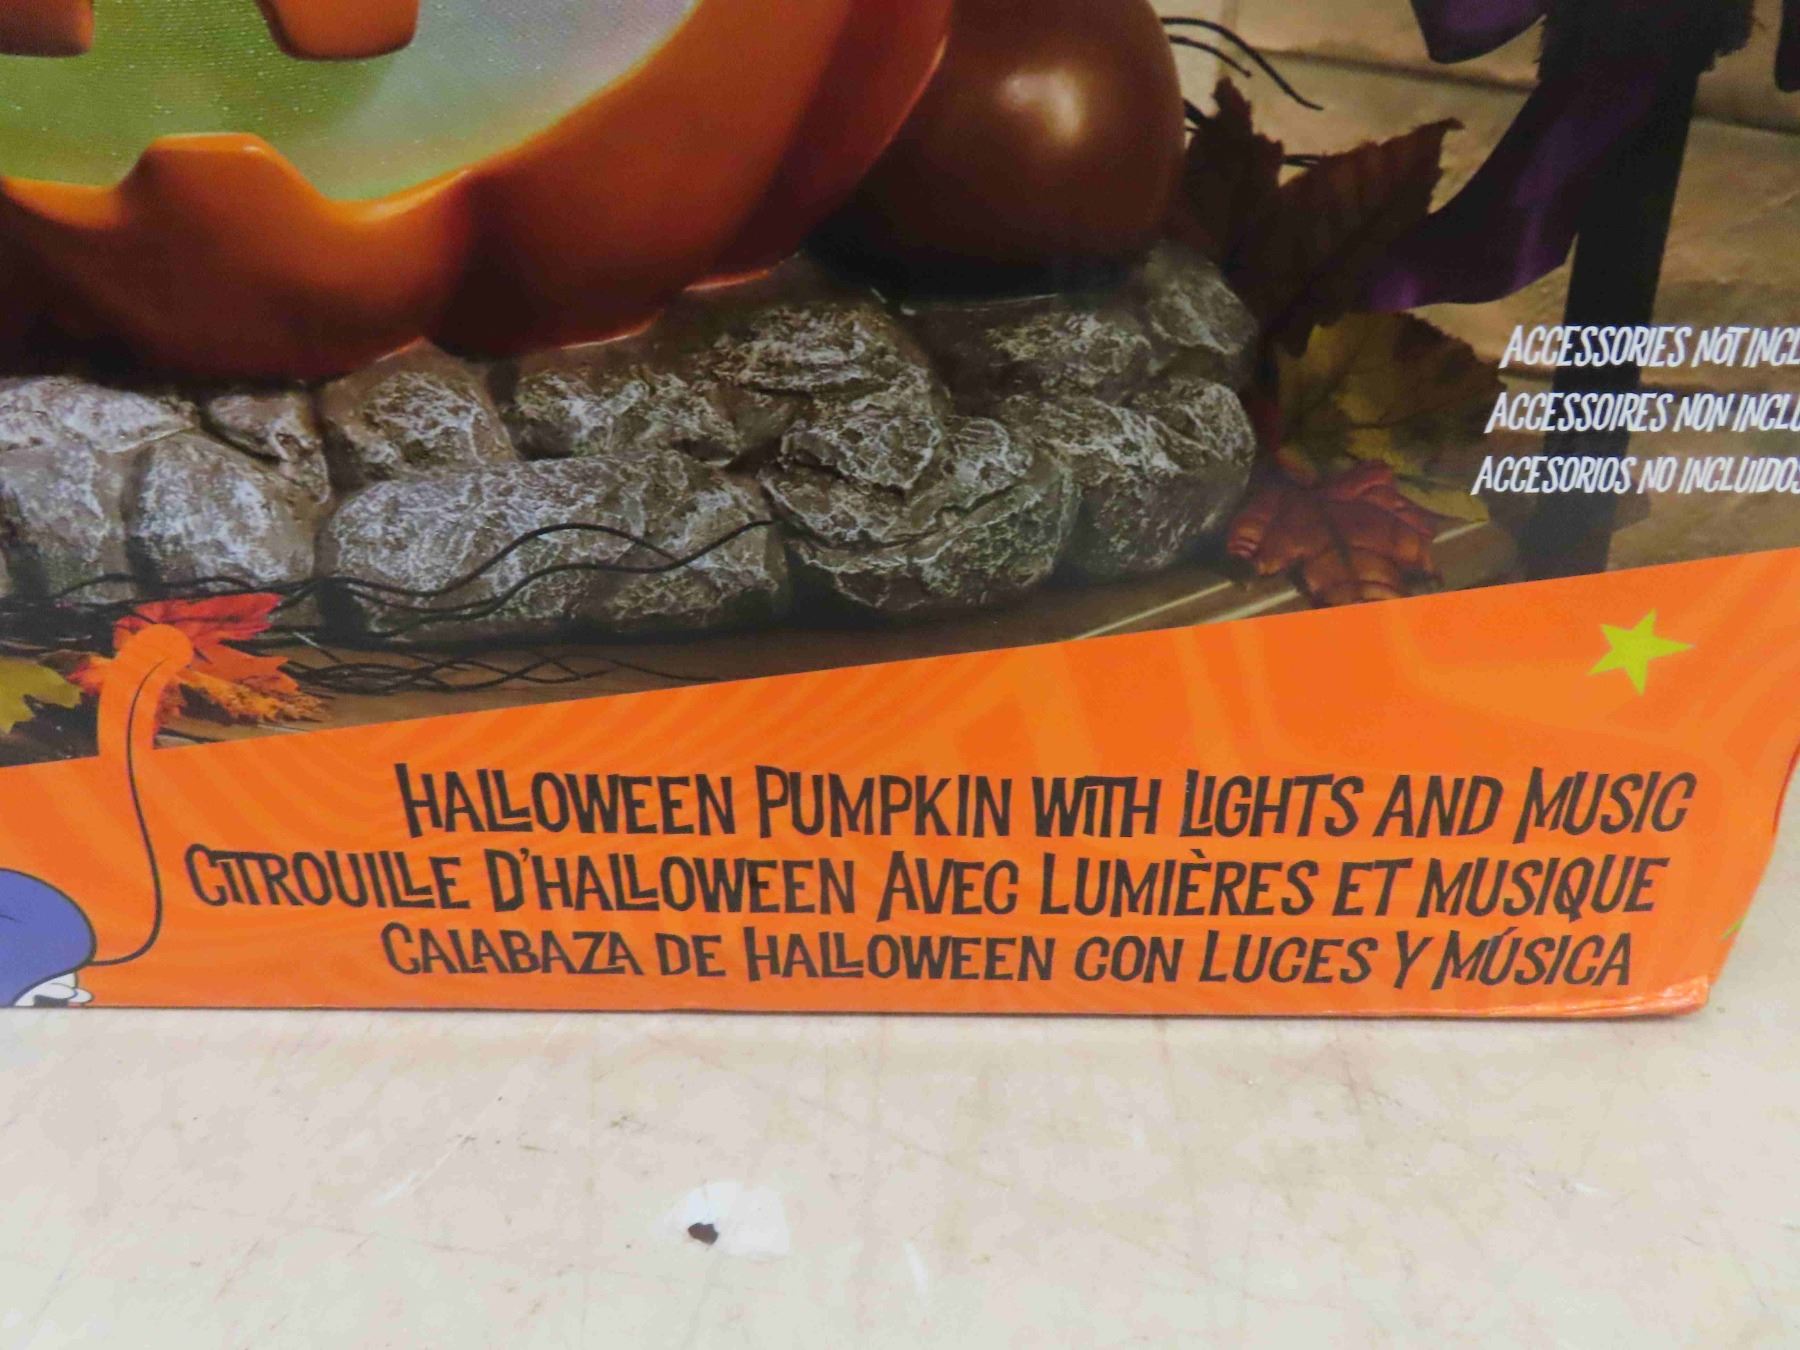 ACCESSORIES NOT INCL
ACCESSOIRES NON INCLU
ACCESORIOS NO INCLUIDOS
HALLOWEEN PUMPKIN WITH LIGHTS AND MUSIC
CITROUILLE D'HALLOWEEN AVEC LUMIÈRES ET MUSIQUE
CALABAZA DE HALLOWEEN CON LUCES Y MÚSICA